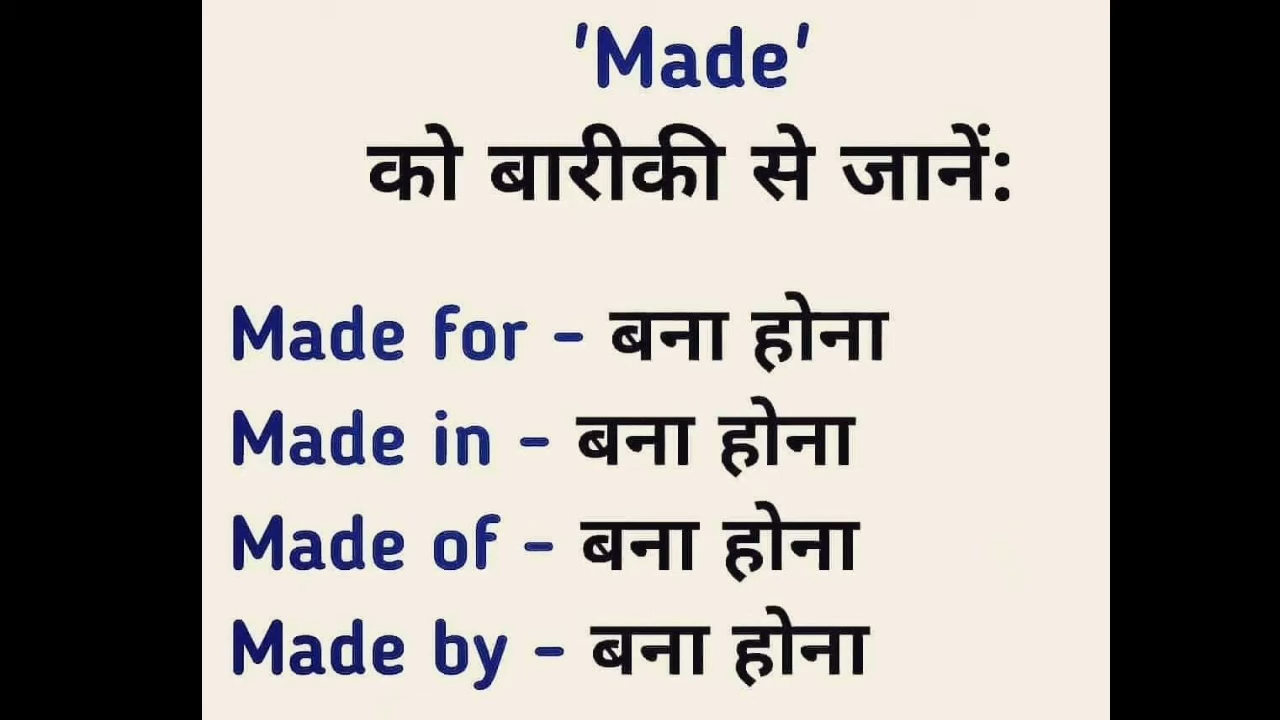 'Made'
को बारीकी से जानें:
Made for - बना होना
Made in - बना होना
Made of - बना होना
Made by - बना होना